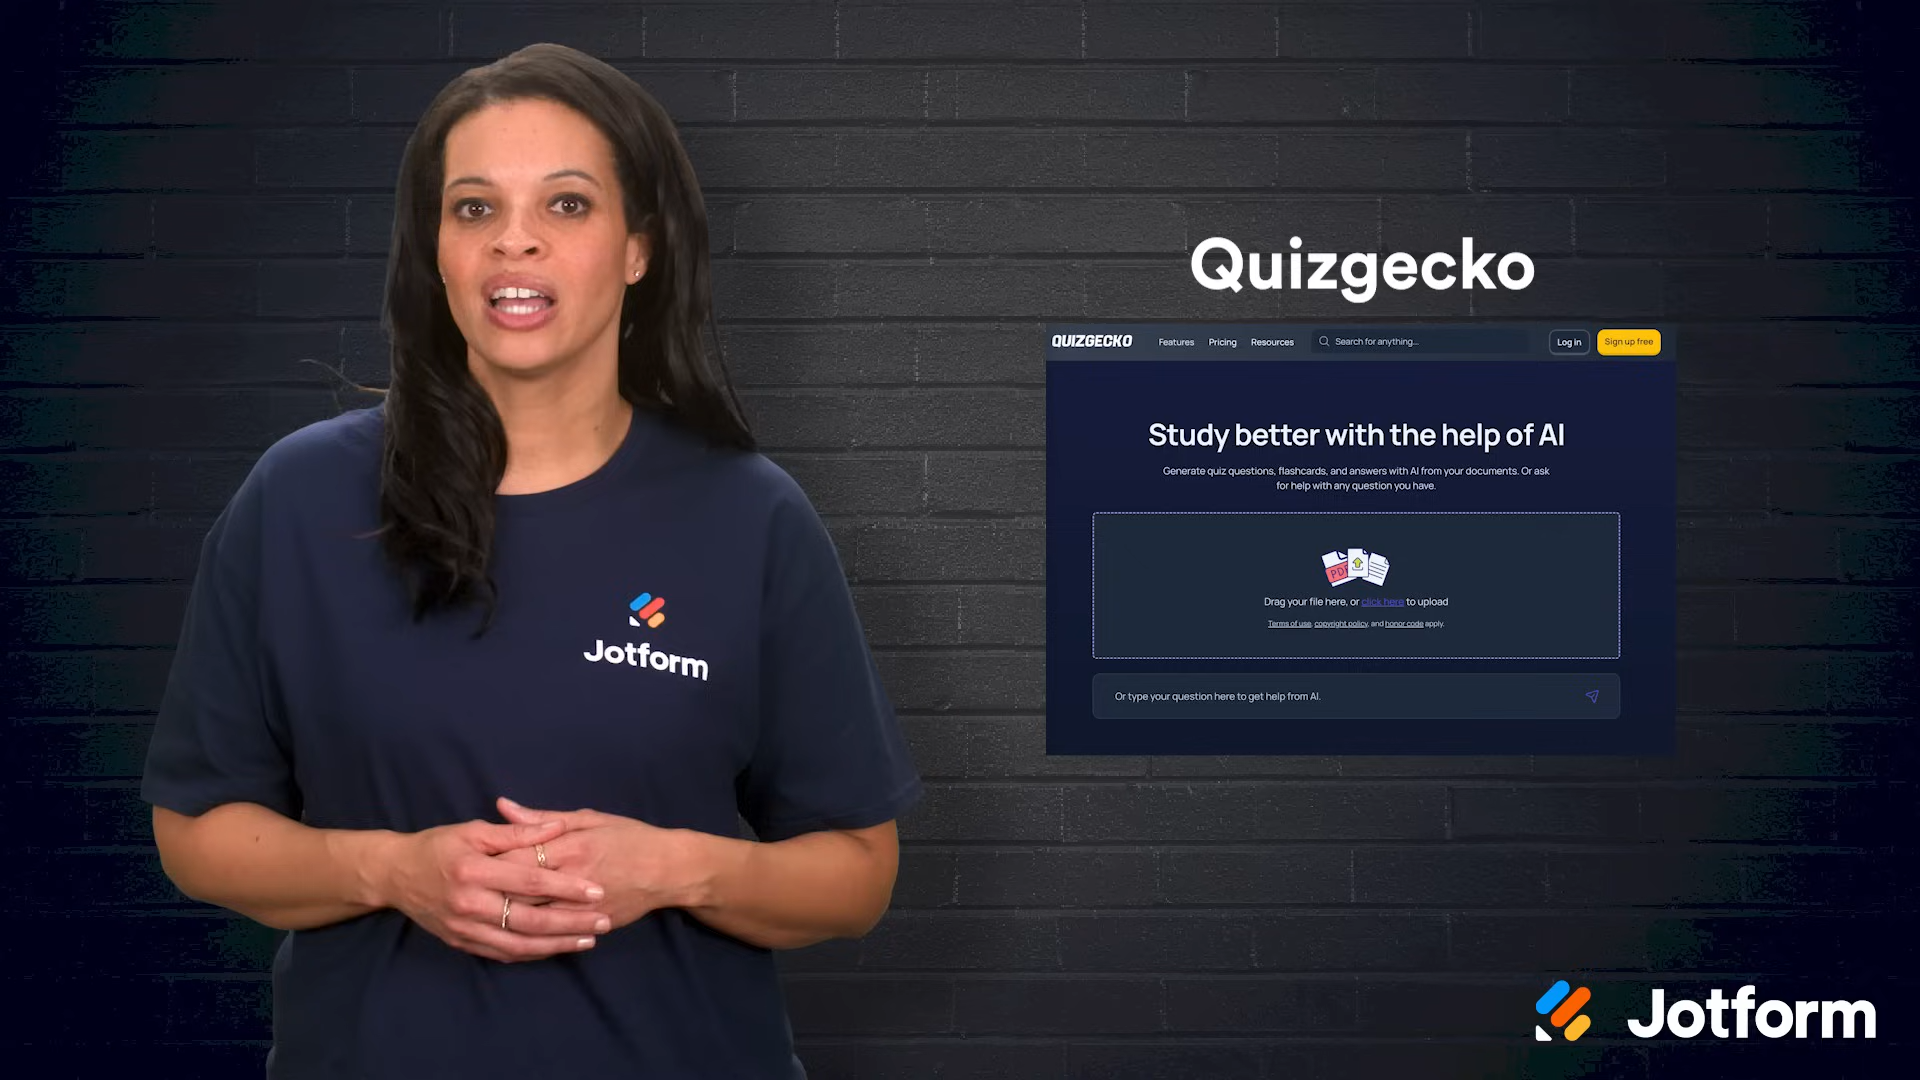 Quizgecko
QUIZGECKO Features Pricing Resources Search for anything... Log in Sign up free
Study better with the help of AI
Generate quiz questions, flashcards, and answers with AI from your documents. Or ask
for help with any question you have.
PDF
Drag your file here, or click here to upload
Terms of use, copyright policy, and honor code apply.
Or type your question here to get help from AI.
Jotform
Jotform